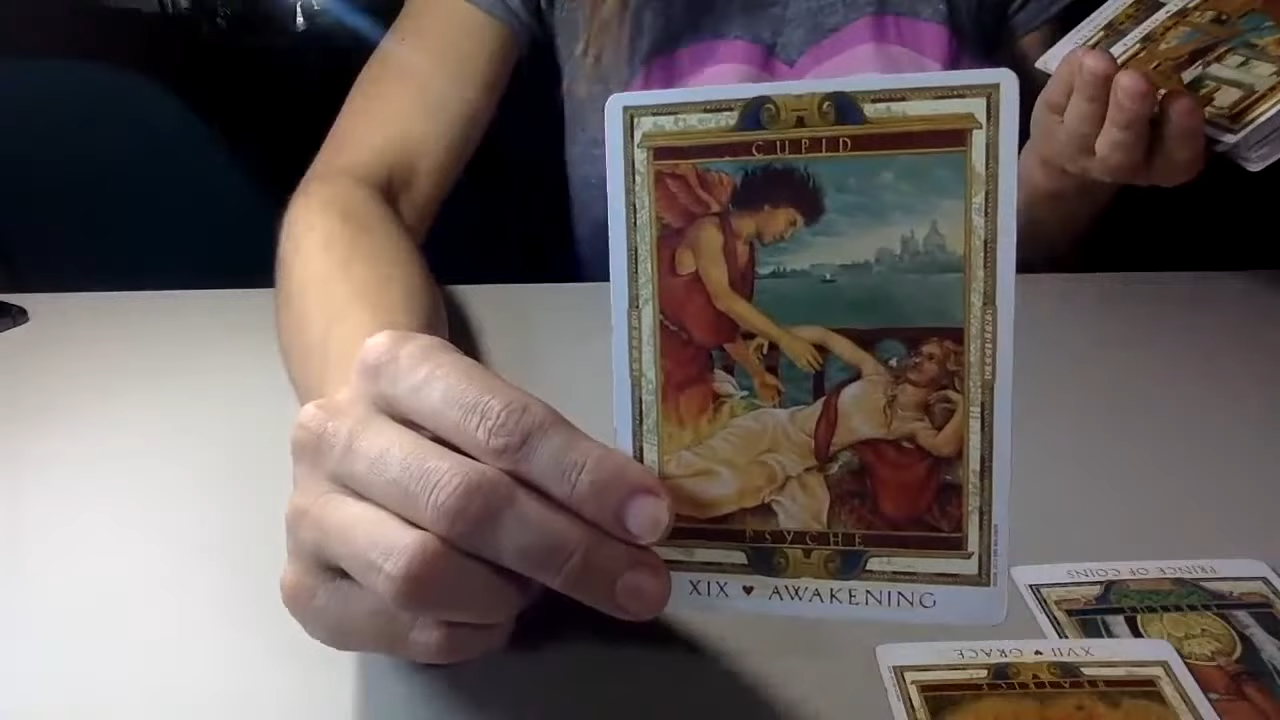 CUPID
PSYCHE
XIX ♥ AWAKENING
PRINCE OF COINS
XVII ♥ GRACE